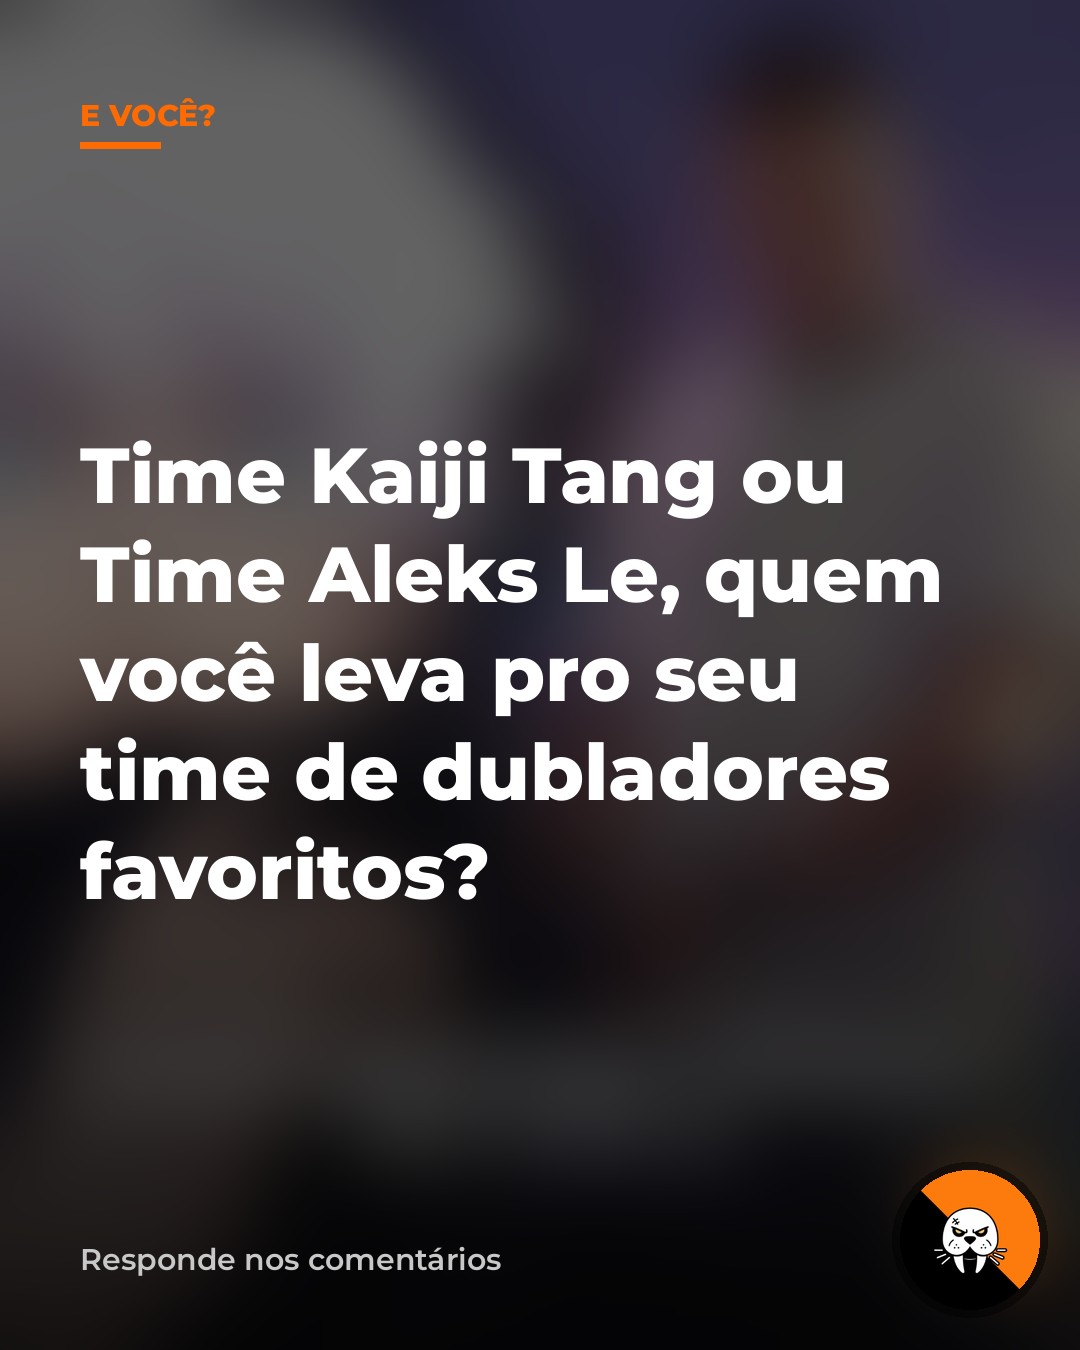 E VOCÊ?
Time Kaiji Tang ou
Time Aleks Le, quem
você leva pro seu
time de dubladores
favoritos?
Responde nos comentários